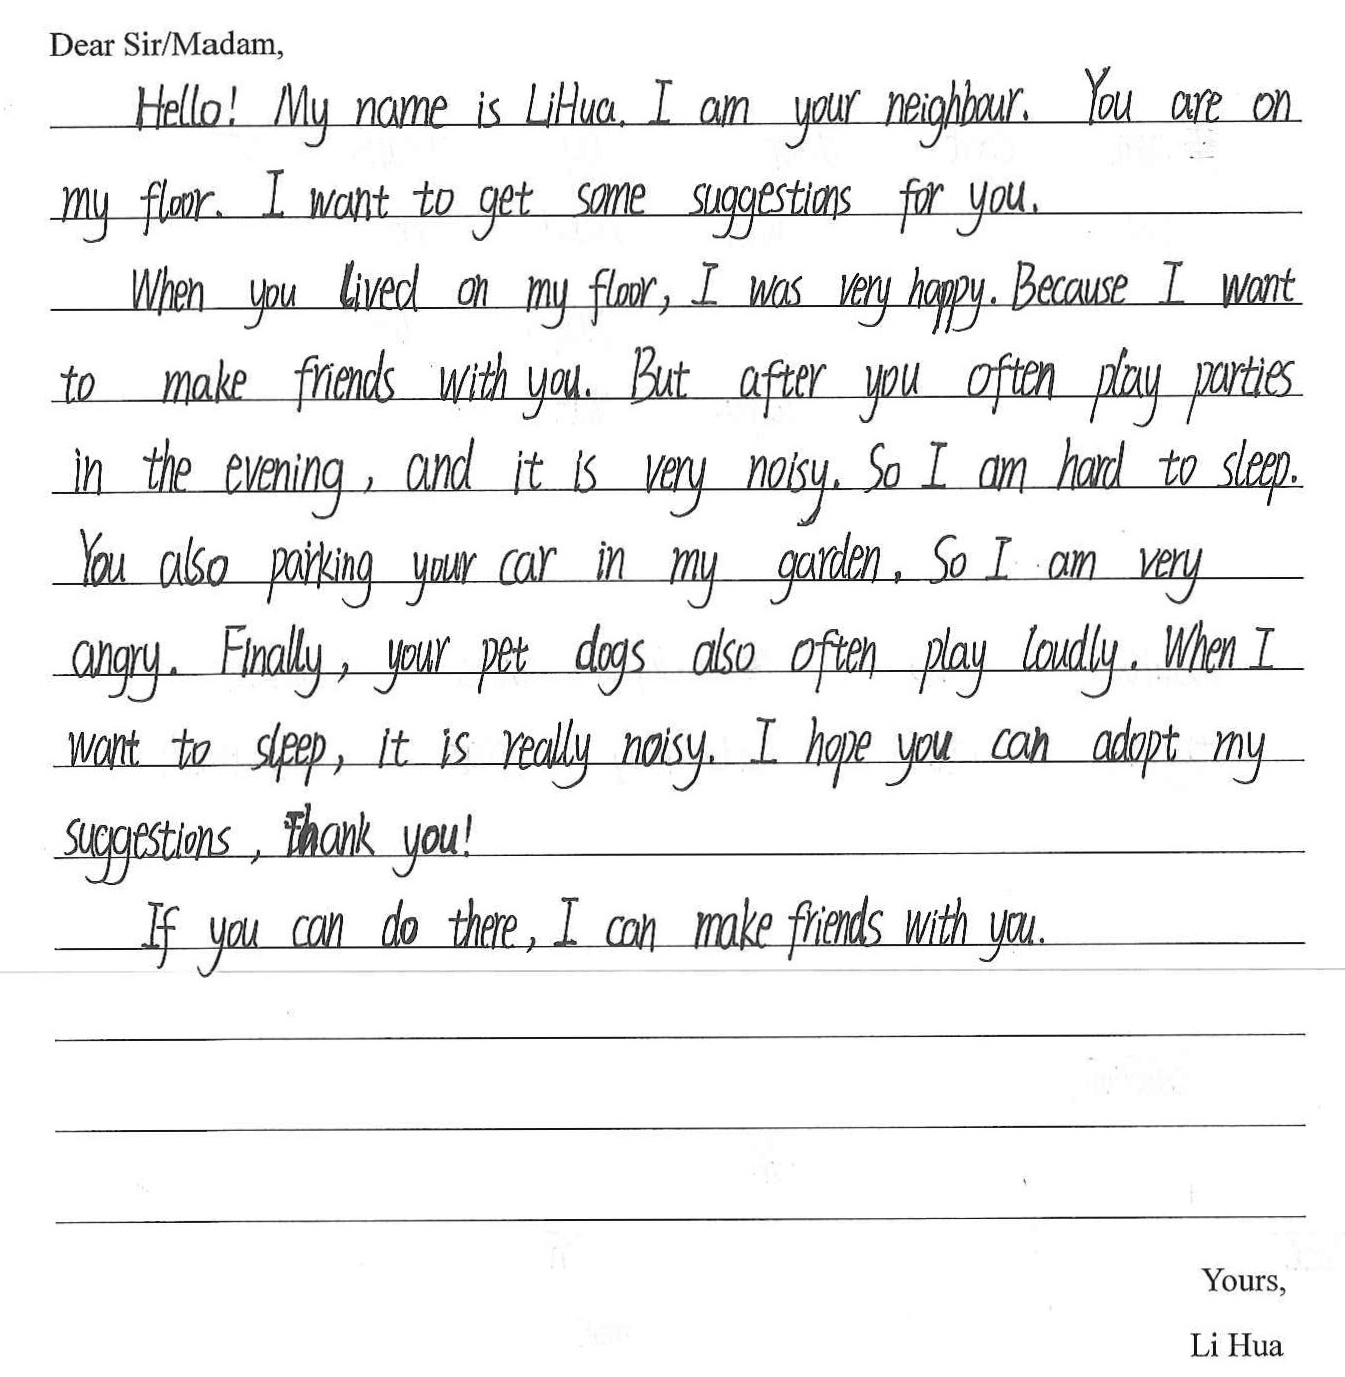 Dear Sir/Madam,
Hello! My name is LiHua. I am your neighbour. You are on
my floor. I want to get some suggestions for you.
When you lived on my floor, I was very happy. Because I want
to make friends with you. But after you often play parties
in the evening, and it is very noisy. So I am hard to sleep.
You also parking your car in my garden. So I am very
angry. Finally, your pet dogs also often play loudly. When I
want to sleep, it is really noisy. I hope you can adopt my
suggestions, Thank you!
If you can do there, I can make friends with you.
Yours,
Li Hua